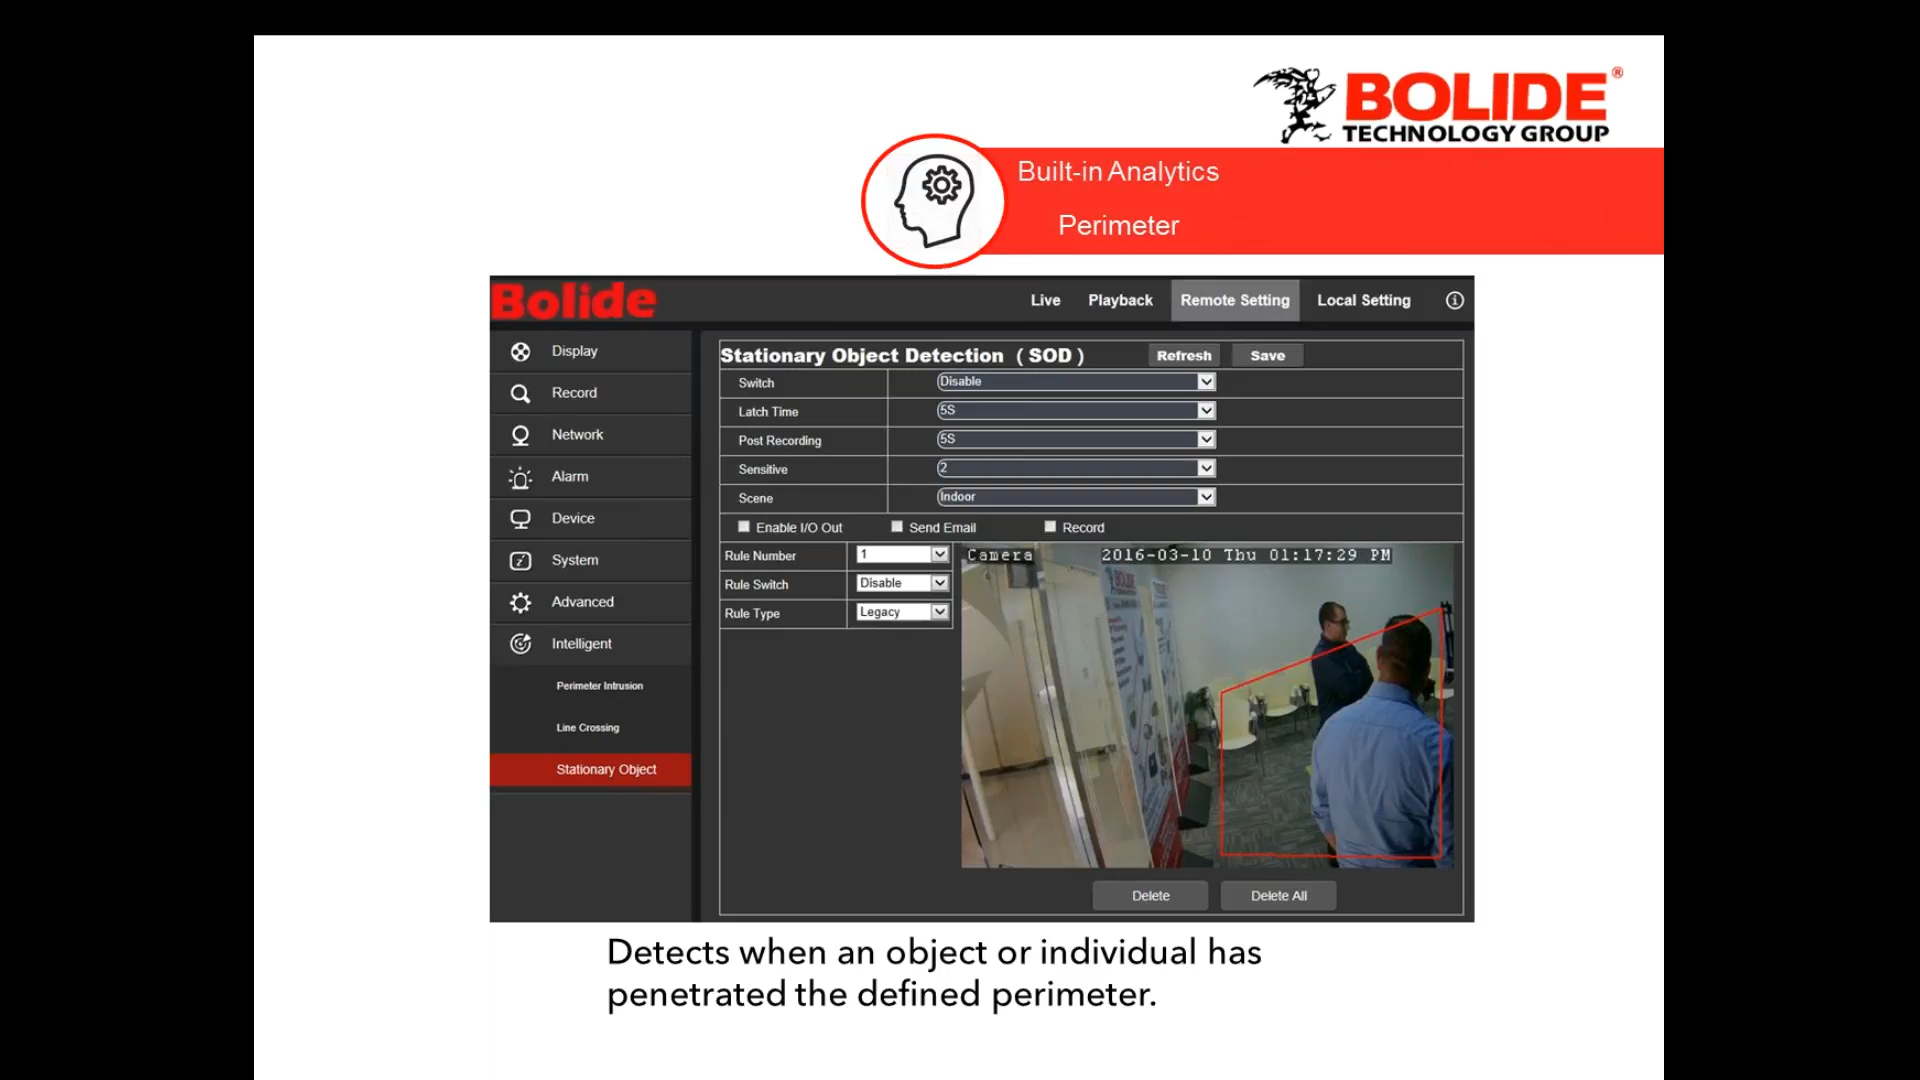 BOLIDE®
TECHNOLOGY GROUP
Built-in Analytics
Perimeter
Bolide
Live Playback Remote Setting Local Setting
Display
Record
Network
Alarm
Device
System
Advanced
Intelligent
Perimeter Intrusion
Line Crossing
Stationary Object
Stationary Object Detection (SOD) Refresh Save
Switch Disable
Latch Time 5S
Post Recording 5S
Sensitive 2
Scene Indoor
Enable I/O Out Send Email Record
Rule Number 1
Rule Switch Disable
Rule Type Legacy
Camera 2016-03-10 Thu 01:17:29 PM
BOLIDE
Delete Delete All
Detects when an object or individual has
penetrated the defined perimeter.